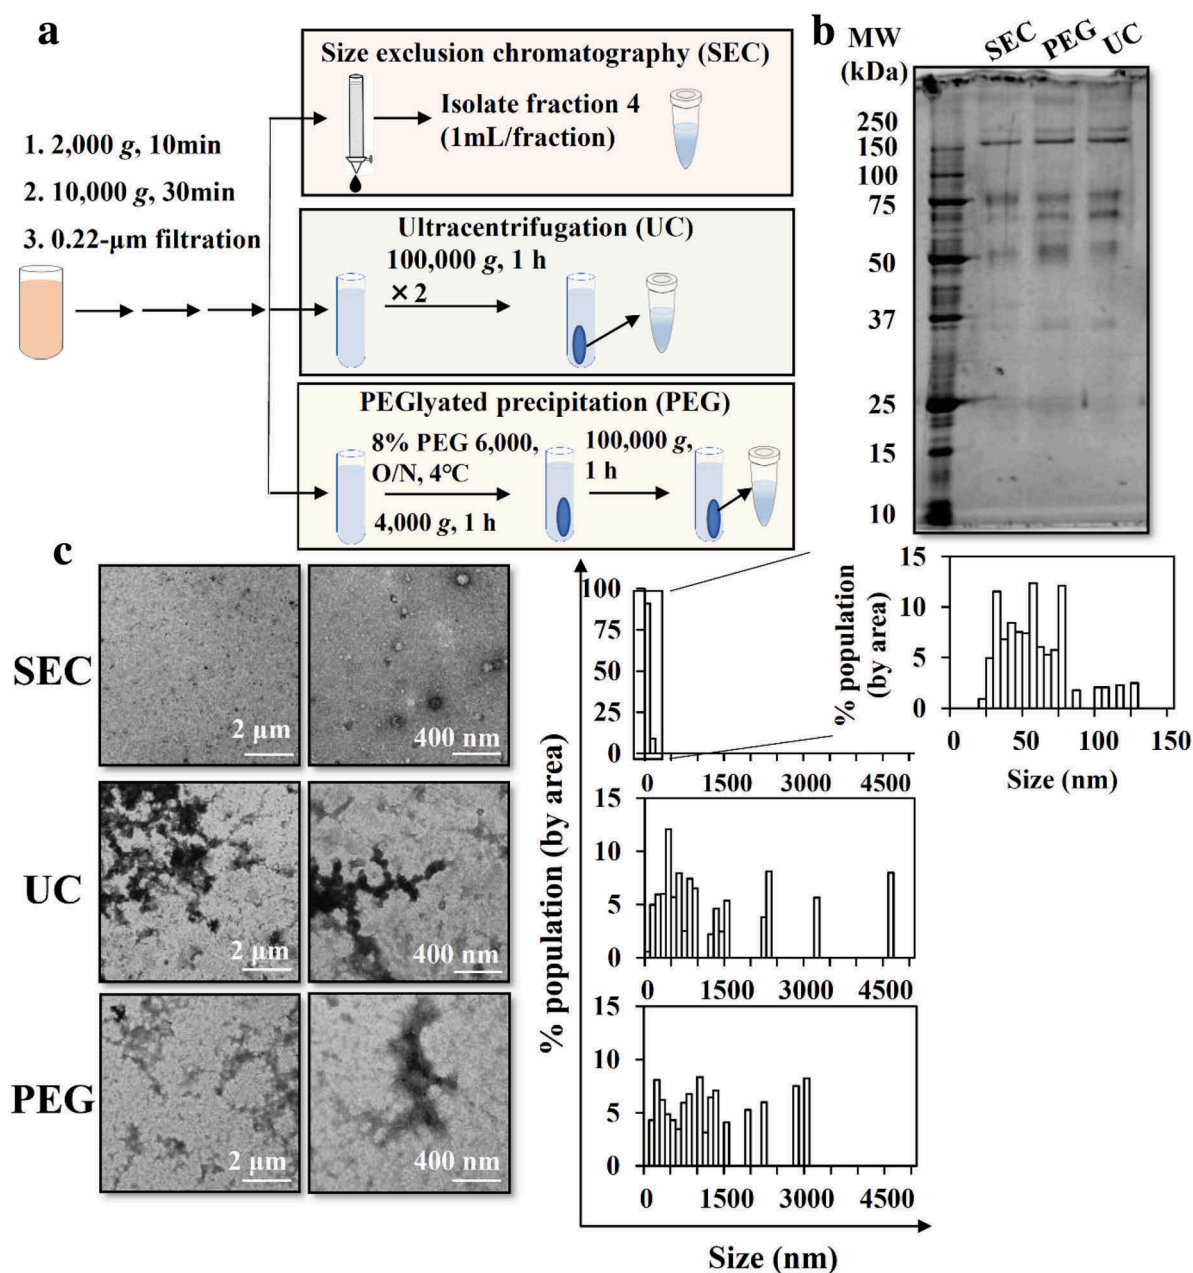 a
1. 2,000 g, 10min
2. 10,000 g, 30min
3. 0.22-μm filtration
Size exclusion chromatography (SEC)
Isolate fraction 4
(1mL/fraction)
Ultracentrifugation (UC)
100,000 g, 1 h
×2
PEGlyated precipitation (PEG)
8% PEG 6,000,
O/N, 4℃
4,000 g, 1 h
100,000 g,
1 h
b
MW
(kDa)
SEC PEG UC
250
150
100
75
50
37
25
15
10
c
SEC
2 μm
400 nm
UC
2 μm
400 nm
PEG
2 μm
400 nm
% population (by area)
100
75
50
25
0
0 1500 3000 4500
15
10
5
0
0 1500 3000 4500
15
10
5
0
0 1500 3000 4500
Size (nm)
% population
(by area)
15
10
5
0
0 50 100 150
Size (nm)